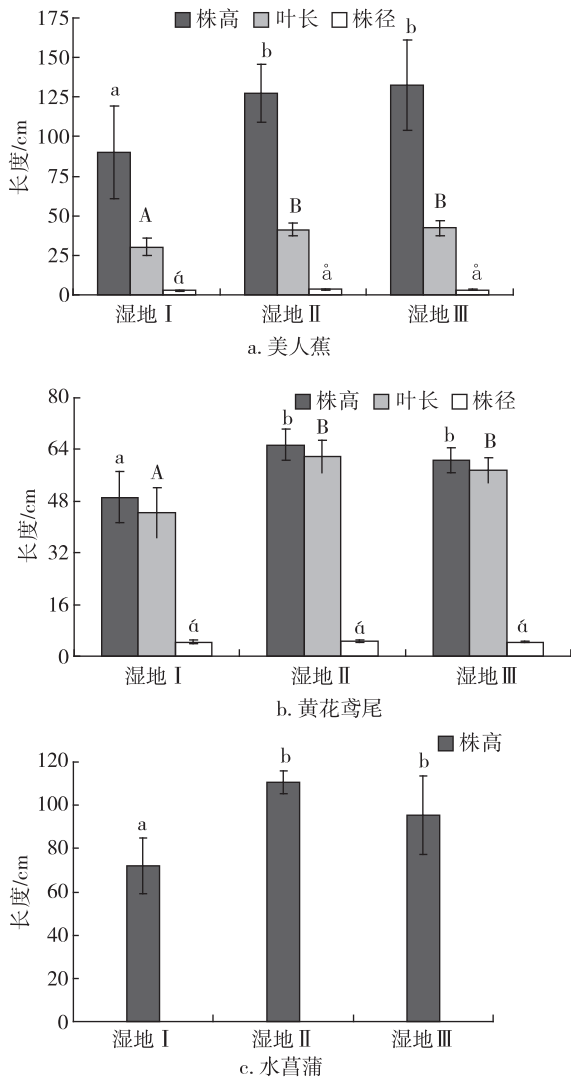 株高 叶长 株径
175
150
125
100
75
50
25
0
长度/cm
a b b
A B B
á å å
湿地Ⅰ 湿地Ⅱ 湿地Ⅲ
a. 美人蕉
株高 叶长 株径
80
64
48
32
16
0
长度/cm
a A b B b B
á á á
湿地Ⅰ 湿地Ⅱ 湿地Ⅲ
b. 黄花鸢尾
株高
120
100
80
60
40
20
0
长度/cm
a b b
湿地Ⅰ 湿地Ⅱ 湿地Ⅲ
c. 水菖蒲